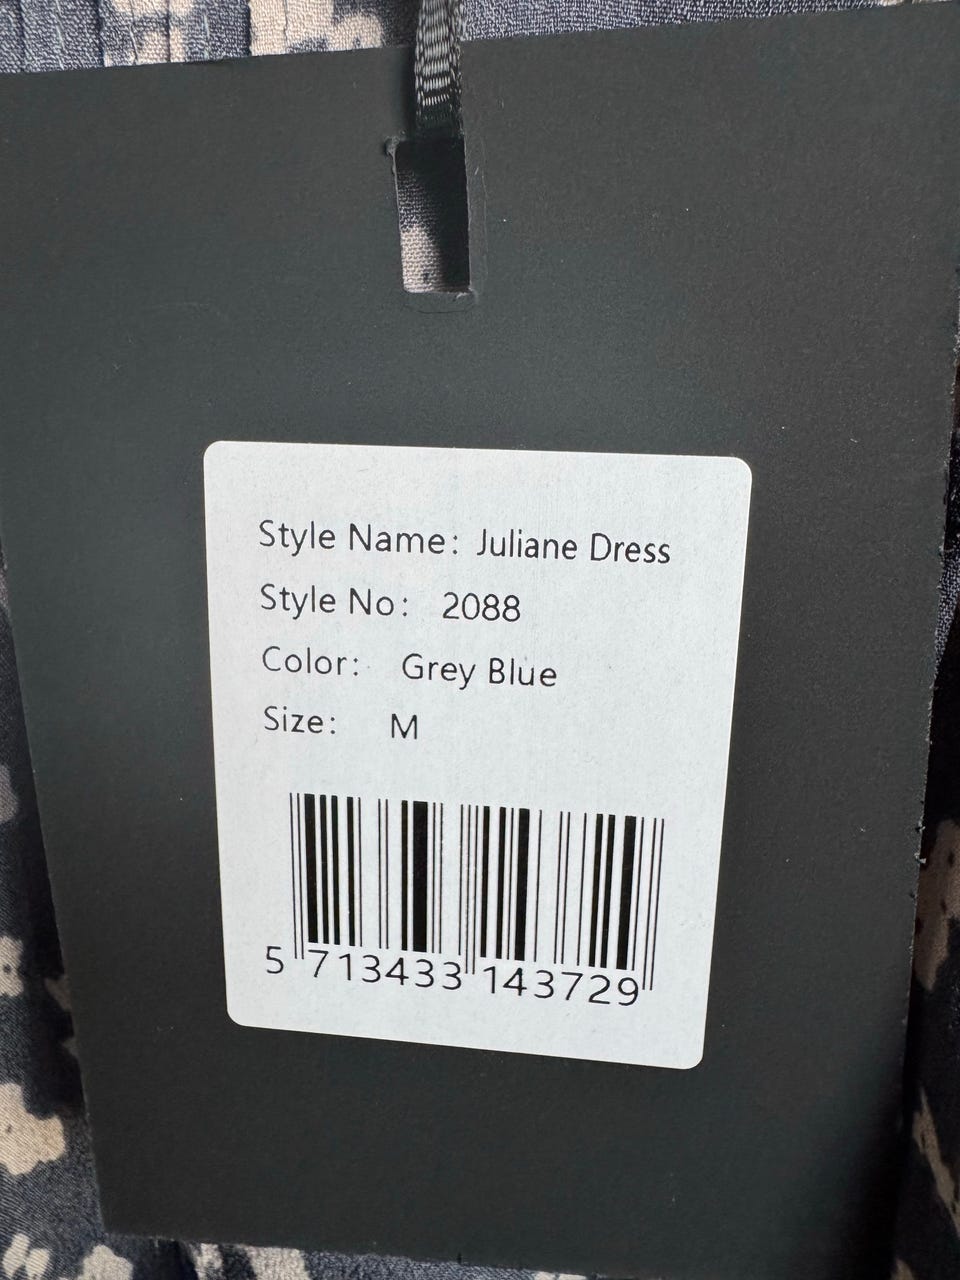 Style Name: Juliane Dress
Style No: 2088
Color: Grey Blue
Size: M
5 713433 143729